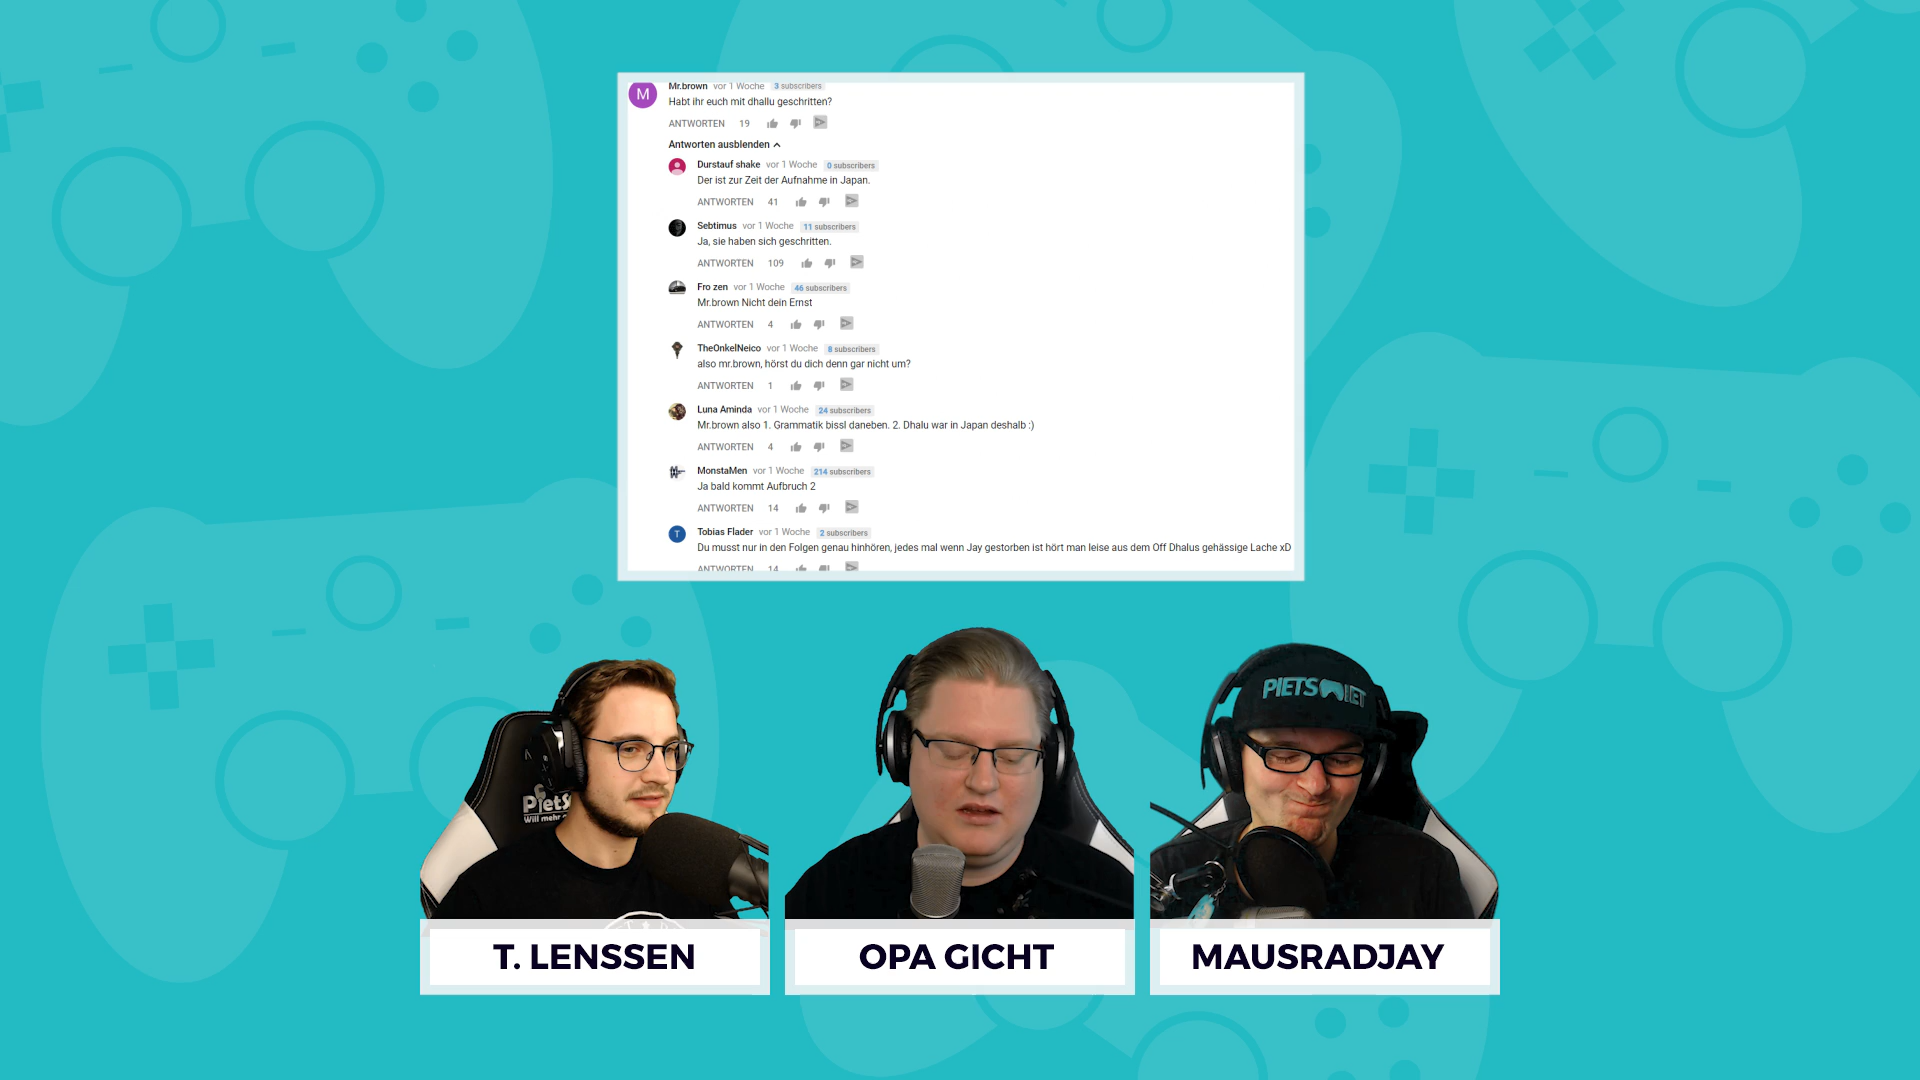 M
Mr.brown vor 1 Woche 3 subscribers
Habt ihr euch mit dhallu geschritten?
ANTWORTEN 19
Antworten ausblenden
Durstauf shake vor 1 Woche 0 subscribers
Der ist zur Zeit der Aufnahme in Japan.
ANTWORTEN 41
Sebtimus vor 1 Woche 11 subscribers
Ja, sie haben sich geschritten.
ANTWORTEN 109
Fro zen vor 1 Woche 46 subscribers
Mr.brown Nicht dein Ernst
ANTWORTEN 4
TheOnkelNeico vor 1 Woche 8 subscribers
also mr.brown, hörst du dich denn gar nicht um?
ANTWORTEN 1
Luna Aminda vor 1 Woche 24 subscribers
Mr.brown also 1. Grammatik bissl daneben. 2. Dhalu war in Japan deshalb :)
ANTWORTEN 4
MonstaMen vor 1 Woche 214 subscribers
Ja bald kommt Aufbruch 2
ANTWORTEN 14
T
Tobias Flader vor 1 Woche 2 subscribers
Du musst nur in den Folgen genau hinhören, jedes mal wenn Jay gestorben ist hört man leise aus dem Off Dhalus gehässige Lache xD
ANTWORTEN 14
PIETSMIET
Will mehr
T. LENSSEN
OPA GICHT
MAUSRADJAY